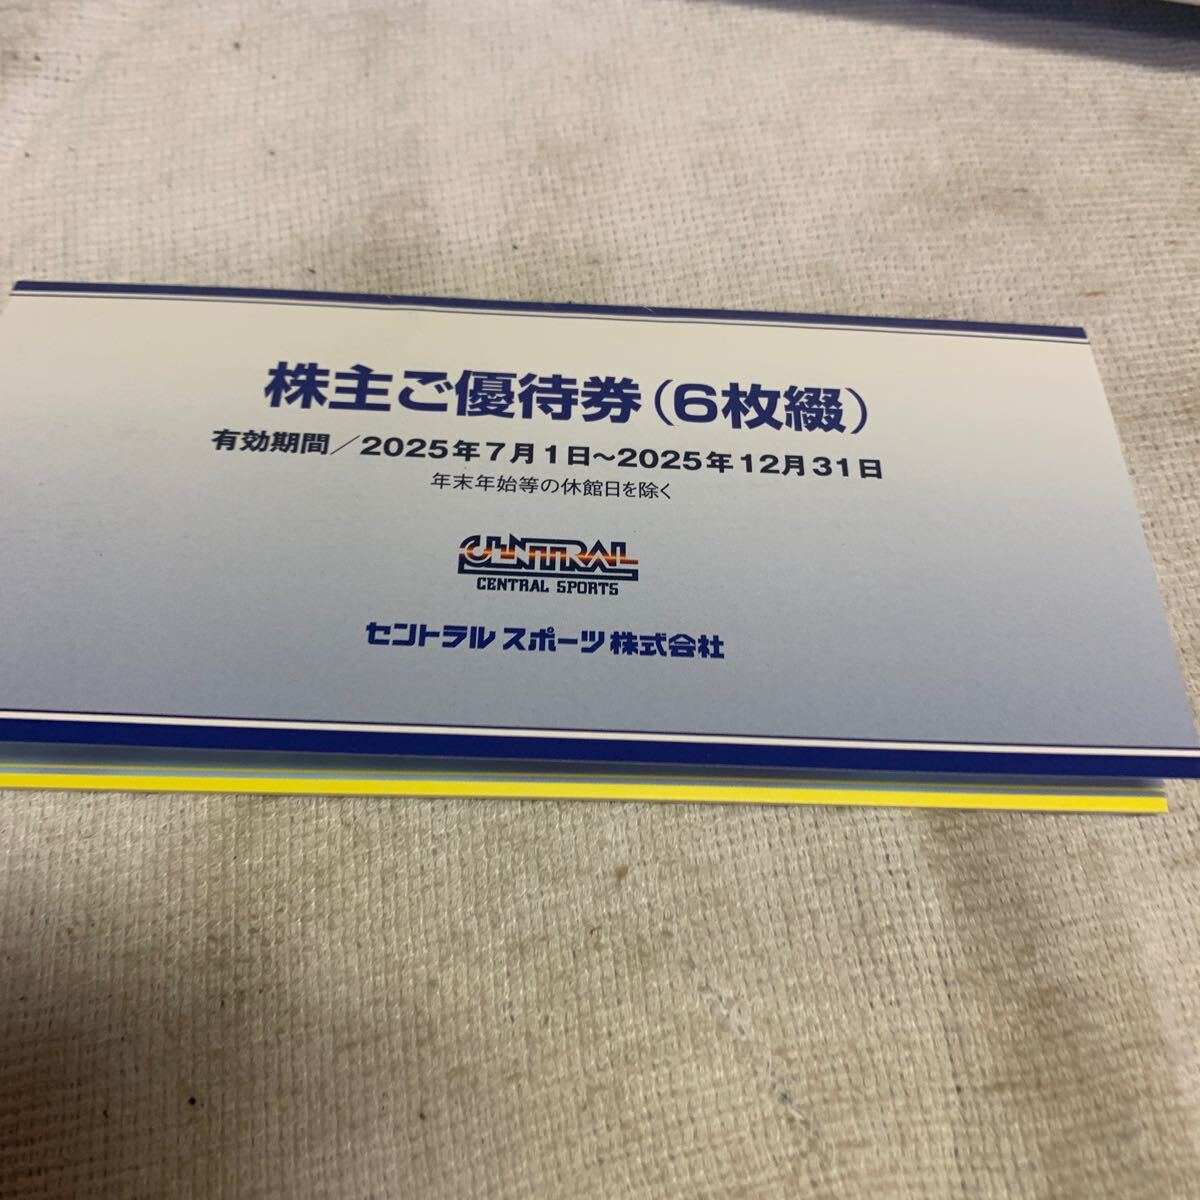 株主ご優待券（6枚綴）
有効期間／2025年7月1日～2025年12月31日
年末年始等の休館日を除く
CENTRAL
CENTRAL SPORTS
セントラルスポーツ株式会社